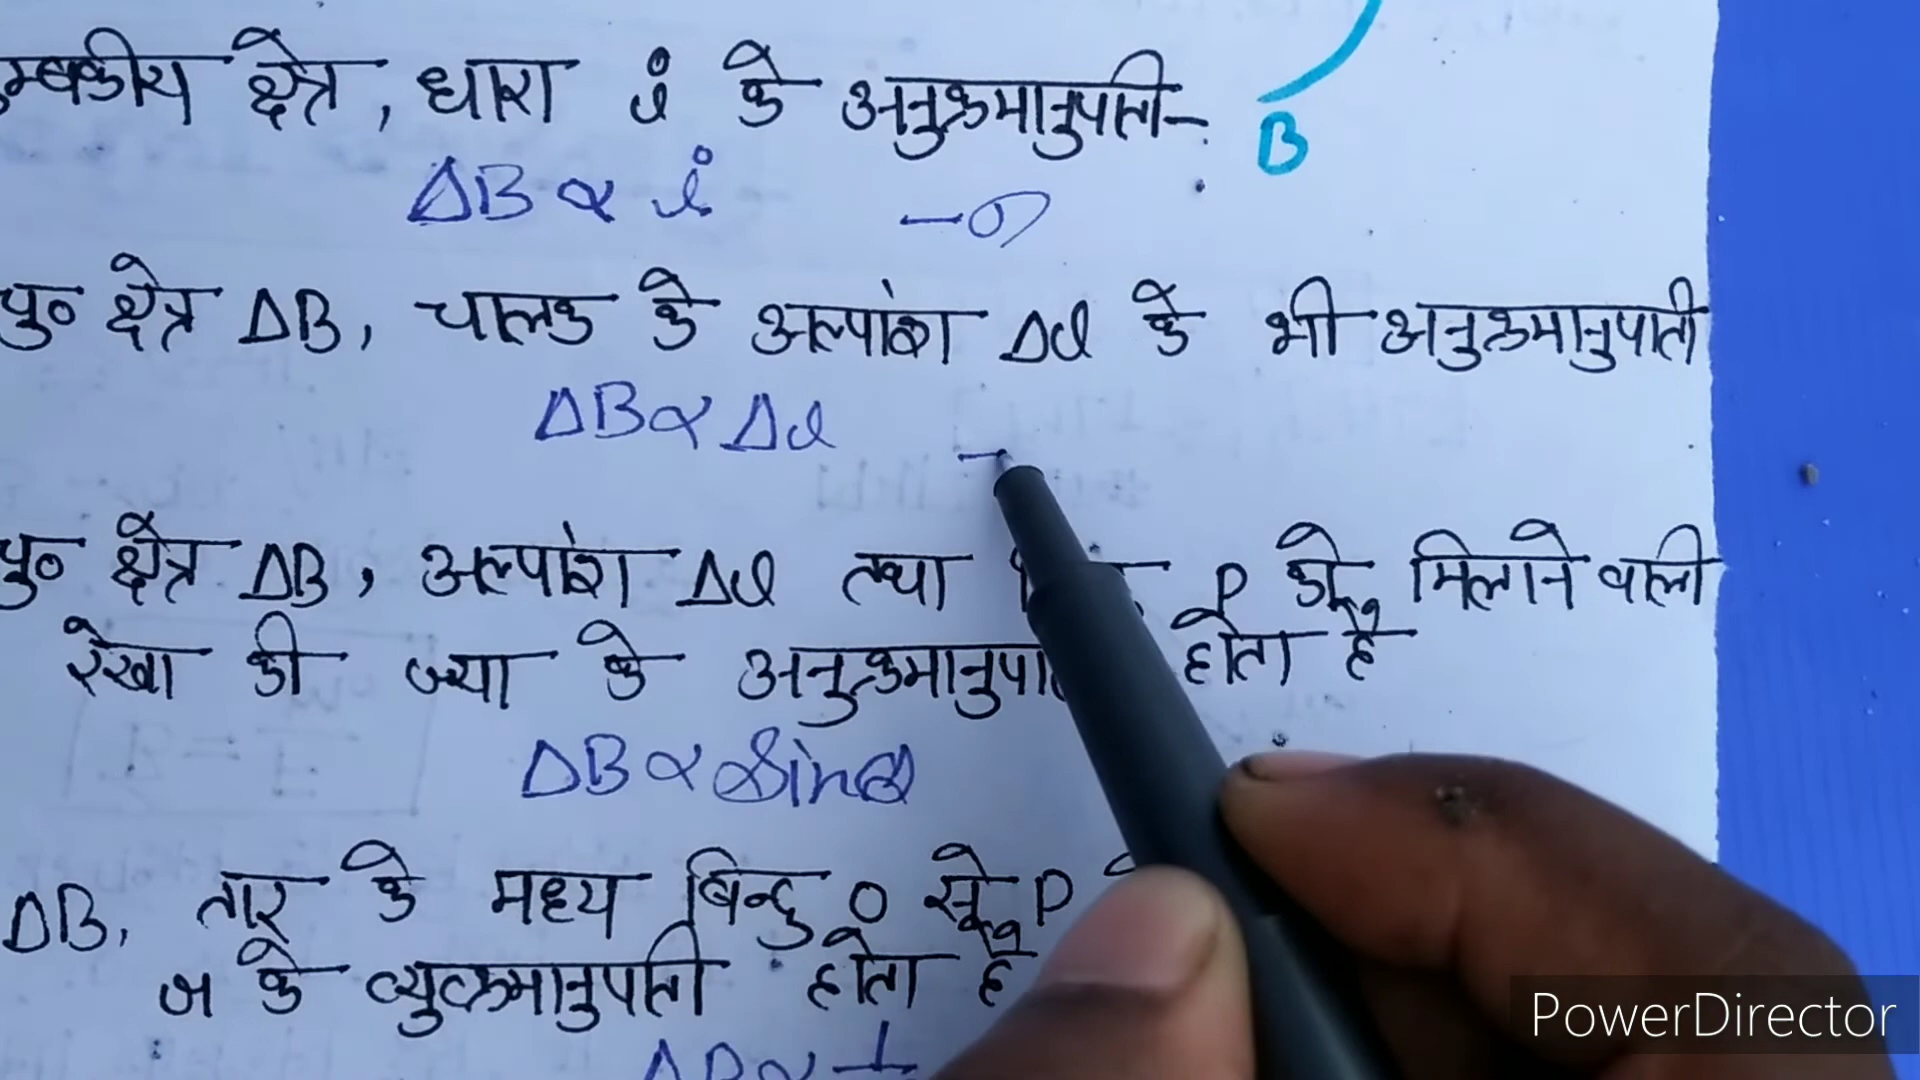 म्बकीय क्षेत्र, धारा i के अनुक्रमानुपाती-
B
ΔB ∝ i
चु० क्षेत्र ΔB, चालक के अल्पांश Δl के भी अनुक्रमानुपाती
ΔB ∝ Δl —
चु० क्षेत्र ΔB, अल्पांश Δl तथा P को मिलाने वाली
रेखा की ज्या के अनुक्रमानुपा होता है
ΔB ∝ Sinθ
ΔB, तार के मध्य बिन्दु O से P
के व्युत्क्रमानुपाती होता है
PowerDirector